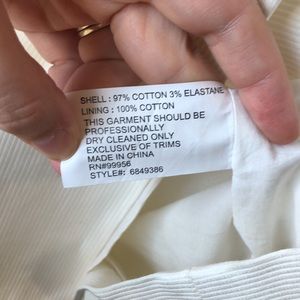 SHELL : 97% COTTON 3% ELASTANE
LINING : 100% COTTON
THIS GARMENT SHOULD BE
PROFESSIONALLY
DRY CLEANED ONLY
EXCLUSIVE OF TRIMS
MADE IN CHINA
RN#99956
STYLE#: 6849386